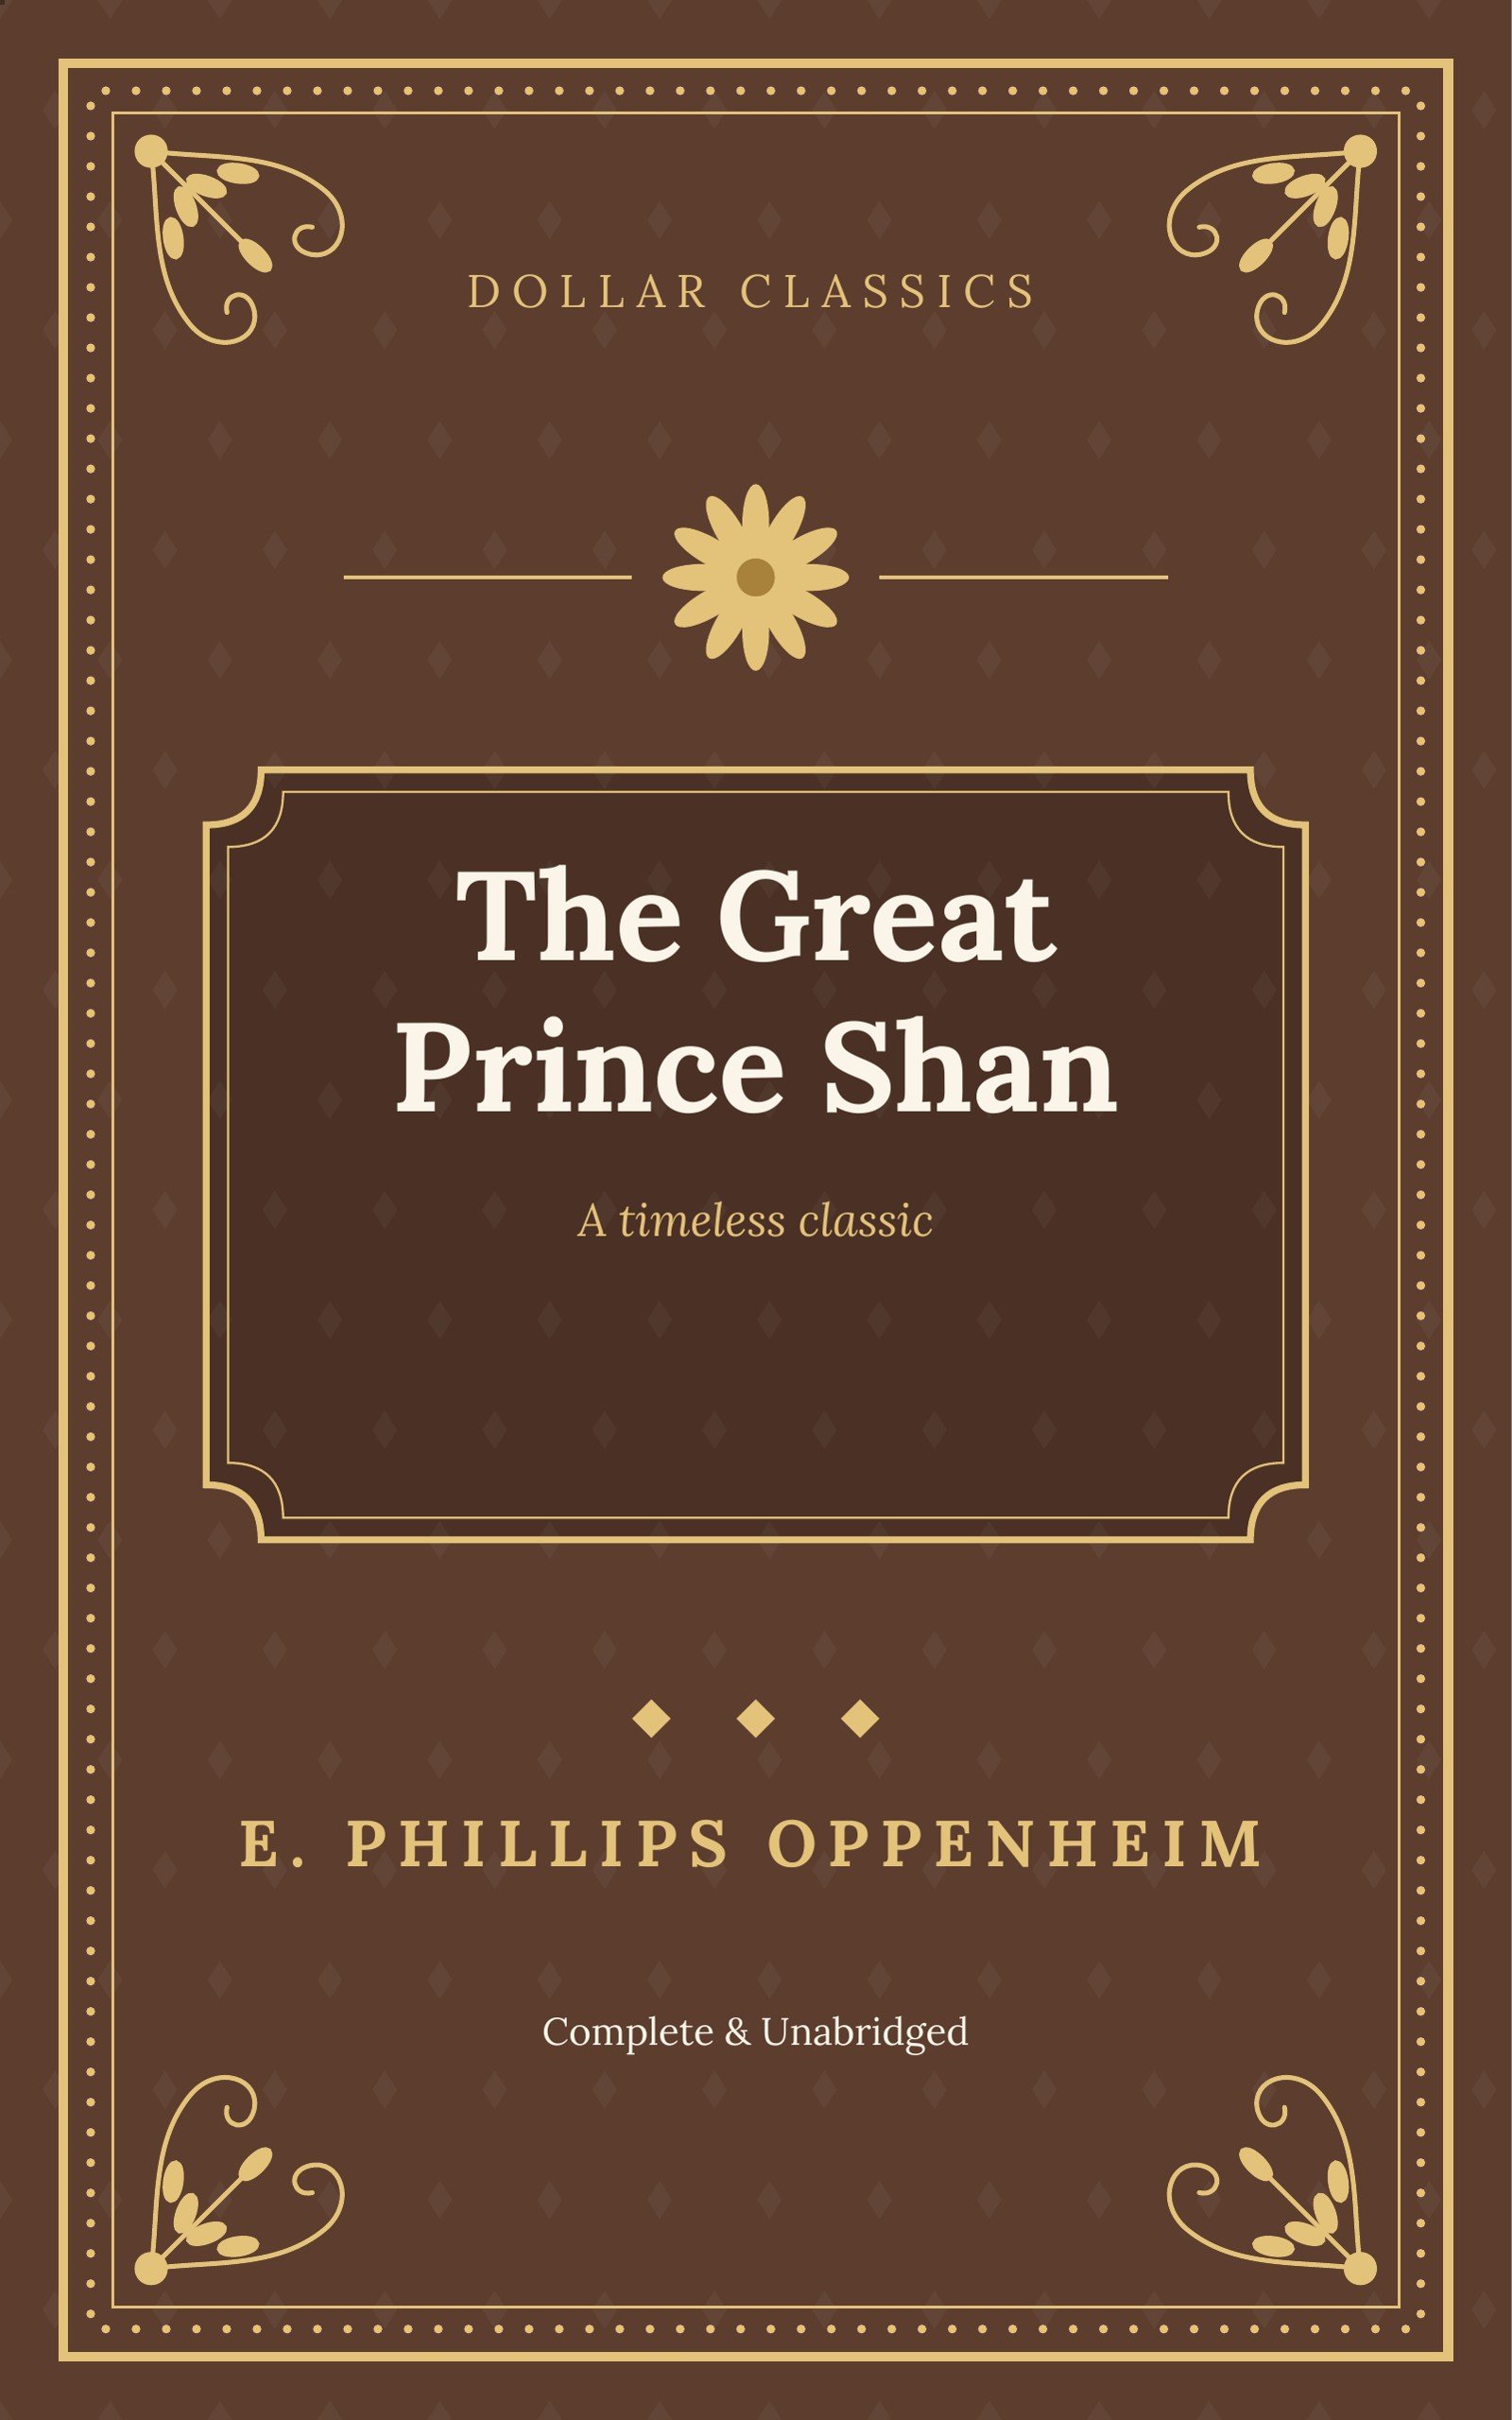 DOLLAR CLASSICS
The Great
Prince Shan
A timeless classic
E. PHILLIPS OPPENHEIM
Complete & Unabridged